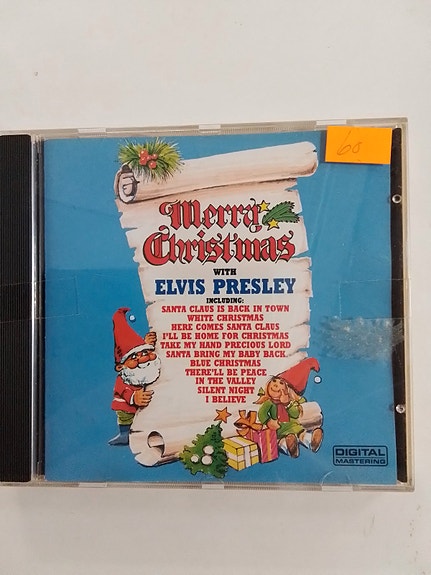 60
Merry
Christmas
WITH
ELVIS PRESLEY
INCLUDING:
SANTA CLAUS IS BACK IN TOWN
WHITE CHRISTMAS
HERE COMES SANTA CLAUS
I'LL BE HOME FOR CHRISTMAS
TAKE MY HAND PRECIOUS LORD
SANTA BRING MY BABY BACK
BLUE CHRISTMAS
THERE'LL BE PEACE
IN THE VALLEY
SILENT NIGHT
I BELIEVE
DIGITAL
MASTERING